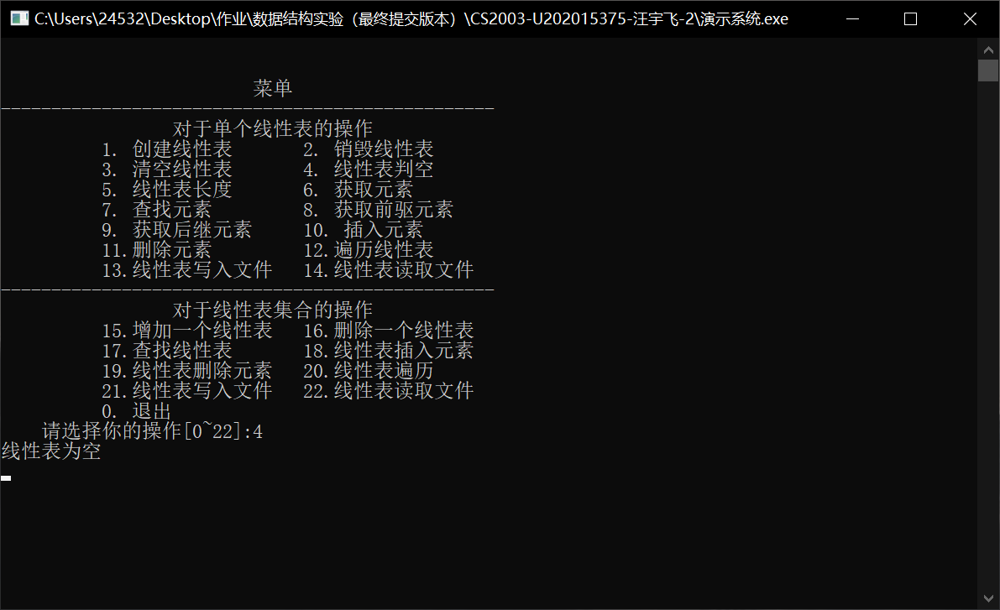 C:\Users\24532\Desktop\作业\数据结构实验（最终提交版本）\CS2003-U202015375-汪宇飞-2\演示系统.exe
菜单
-------------------------------------------------
对于单个线性表的操作
1. 创建线性表 2. 销毁线性表
3. 清空线性表 4. 线性表判空
5. 线性表长度 6. 获取元素
7. 查找元素 8. 获取前驱元素
9. 获取后继元素 10. 插入元素
11.删除元素 12.遍历线性表
13.线性表写入文件 14.线性表读取文件
-------------------------------------------------
对于线性表集合的操作
15.增加一个线性表 16.删除一个线性表
17.查找线性表 18.线性表插入元素
19.线性表删除元素 20.线性表遍历
21.线性表写入文件 22.线性表读取文件
0. 退出
请选择你的操作[0~22]:4
线性表为空